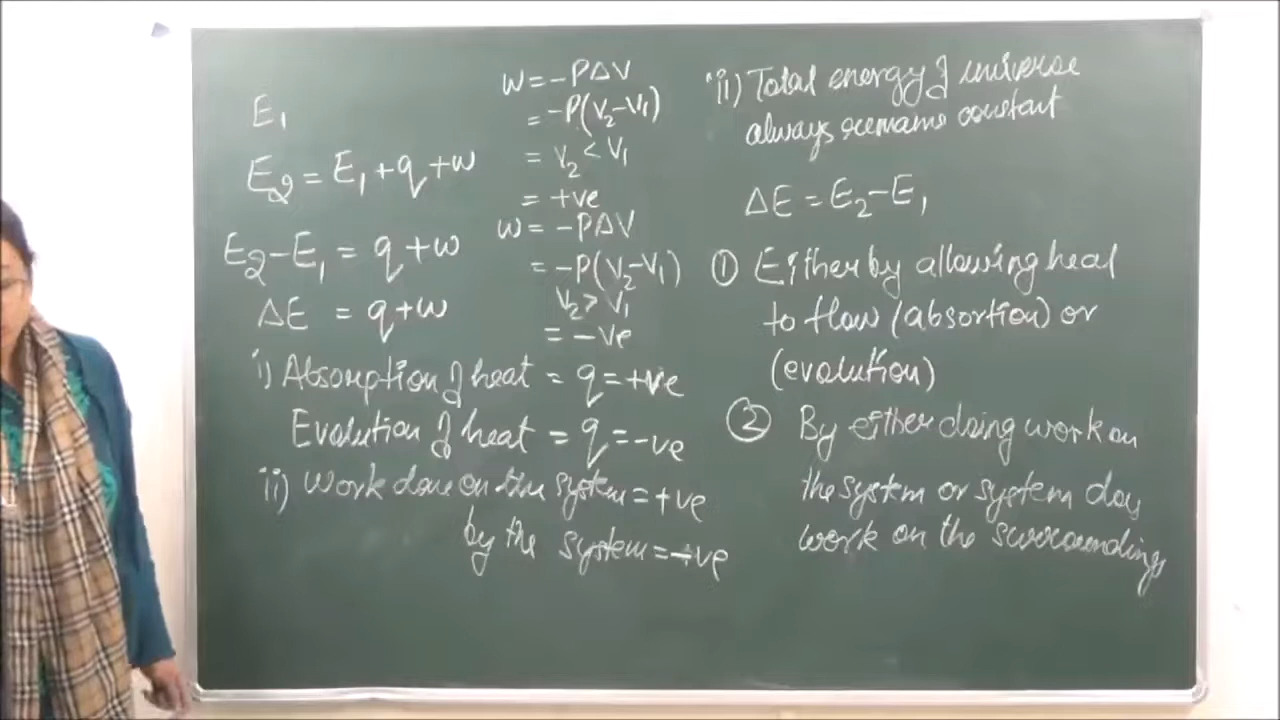 E₁
E₂ = E₁ + q + w
E₂ - E₁ = q + w
ΔE = q + w
i) Absorption of heat = q = +ve
Evolution of heat = q = -ve
ii) Work done on the system = +ve
by the system = -ve
W = -PΔV
= -P(V₂-V₁)
= V₂ < V₁
= +ve
W = -PΔV
= -P(V₂-V₁)
V₂ > V₁
= -ve
ii) Total energy of universe
always remains constant
ΔE = E₂ - E₁
① Either by allowing heat
to flow (absortion) or
(evolution)
② By either doing work on
the system or system does
work on the surroundings